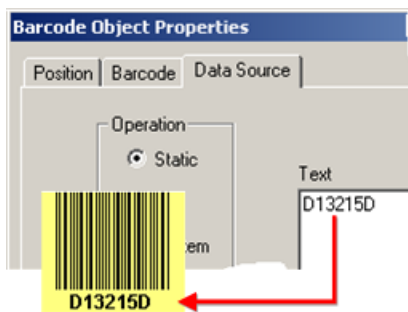 Barcode Object Properties
Position Barcode Data Source
Operation
Static
Text
D13215D
D13215D